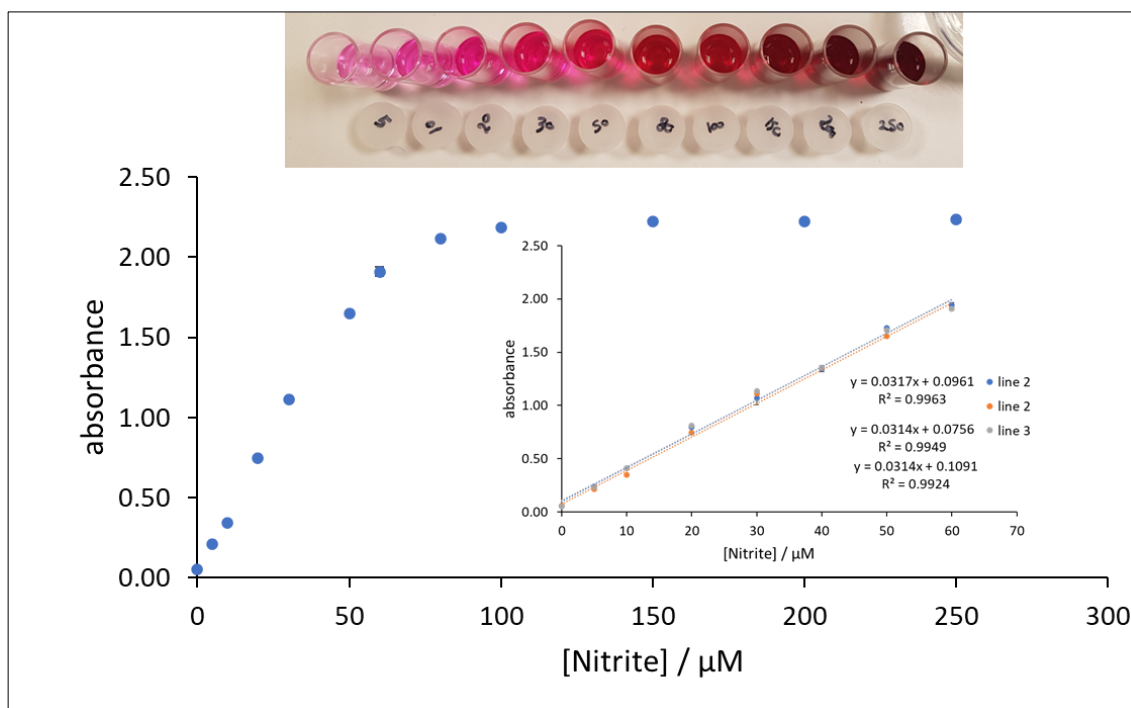 5 10 20 30 50 80 100 150 250
2.50
2.00
1.50
1.00
0.50
0.00
absorbance
0 50 100 150 200 250 300
[Nitrite] / µM
2.50
2.00
1.50
1.00
0.50
0.00
absorbance
0 10 20 30 40 50 60 70
[Nitrite] / µM
y = 0.0317x + 0.0961
R² = 0.9963
y = 0.0314x + 0.0756
R² = 0.9949
y = 0.0314x + 0.1091
R² = 0.9924
line 2
line 2
line 3